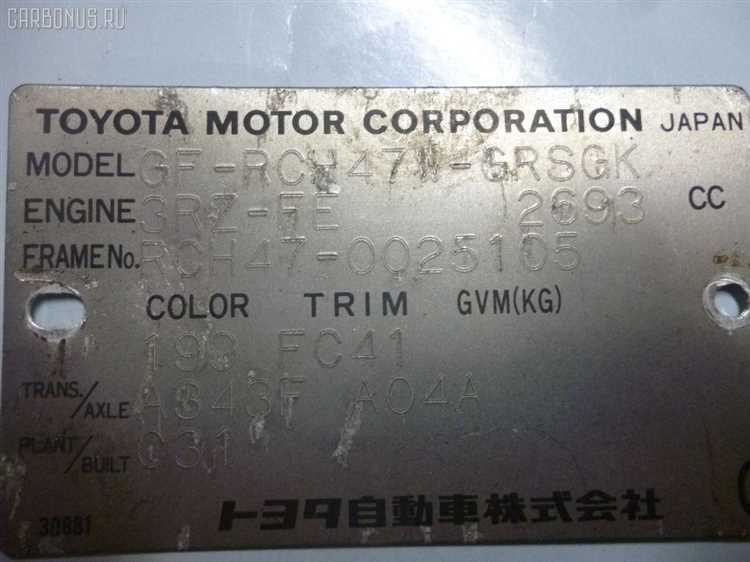 CARBONUS.RU
TOYOTA MOTOR CORPORATION JAPAN
MODEL GF-RCH47W-GRSGK
ENGINE 3RZ-FE 2693 CC
FRAME No. RCH47-0025105
COLOR TRIM GVM(KG)
199 FC41
TRANS./AXLE A343F A04A
PLANT/BUILT C31
30881
トヨタ自動車株式会社